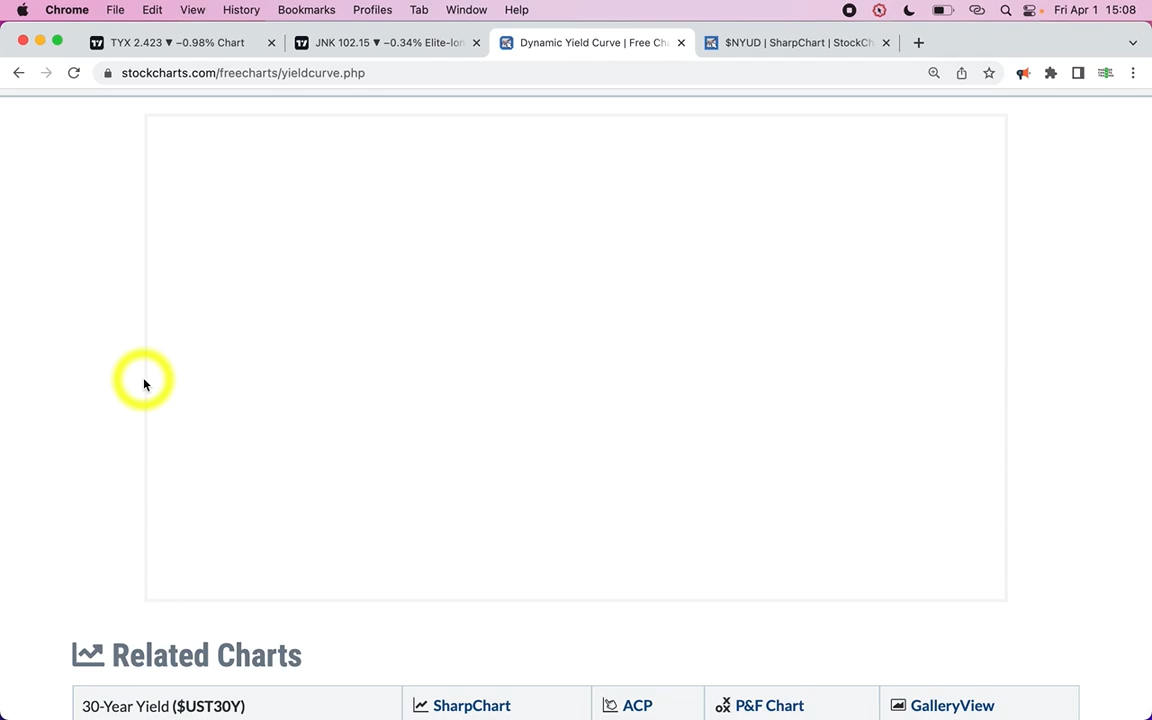 Chrome File Edit View History Bookmarks Profiles Tab Window Help Fri Apr 1 15:08
TYX 2.423 ▼ −0.98% Chart JNK 102.15 ▼ −0.34% Elite-Ion Dynamic Yield Curve | Free Cha $NYUD | SharpChart | StockCh
stockcharts.com/freecharts/yieldcurve.php
Related Charts
30-Year Yield ($UST30Y) SharpChart ACP P&F Chart GalleryView